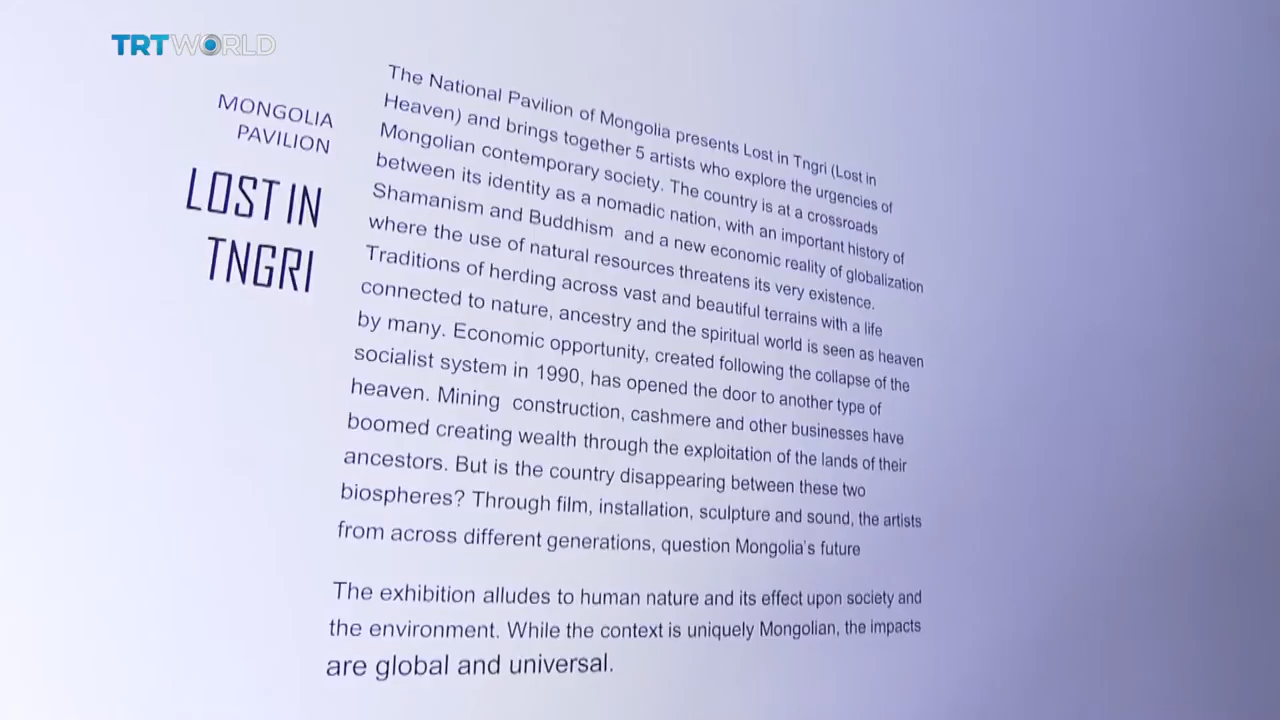 TRT WORLD
MONGOLIA
PAVILION
LOST IN
TNGRI
The National Pavilion of Mongolia presents Lost in Tngri (Lost in
Heaven) and brings together 5 artists who explore the urgencies of
Mongolian contemporary society. The country is at a crossroads
between its identity as a nomadic nation, with an important history of
Shamanism and Buddhism and a new economic reality of globalization
where the use of natural resources threatens its very existence.
Traditions of herding across vast and beautiful terrains with a life
connected to nature, ancestry and the spiritual world is seen as heaven
by many. Economic opportunity, created following the collapse of the
socialist system in 1990, has opened the door to another type of
heaven. Mining construction, cashmere and other businesses have
boomed creating wealth through the exploitation of the lands of their
ancestors. But is the country disappearing between these two
biospheres? Through film, installation, sculpture and sound, the artists
from across different generations, question Mongolia's future
The exhibition alludes to human nature and its effect upon society and
the environment. While the context is uniquely Mongolian, the impacts
are global and universal.